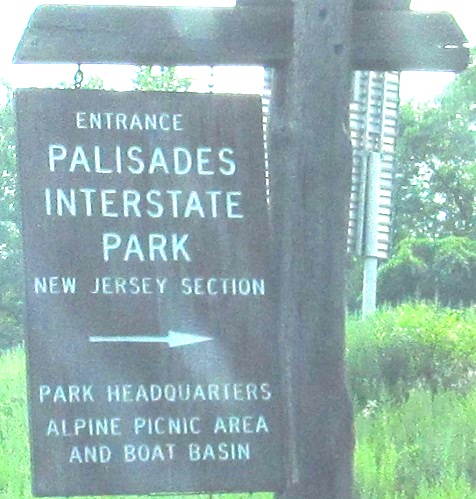 ENTRANCE
PALISADES
INTERSTATE
PARK
NEW JERSEY SECTION
PARK HEADQUARTERS
ALPINE PICNIC AREA
AND BOAT BASIN